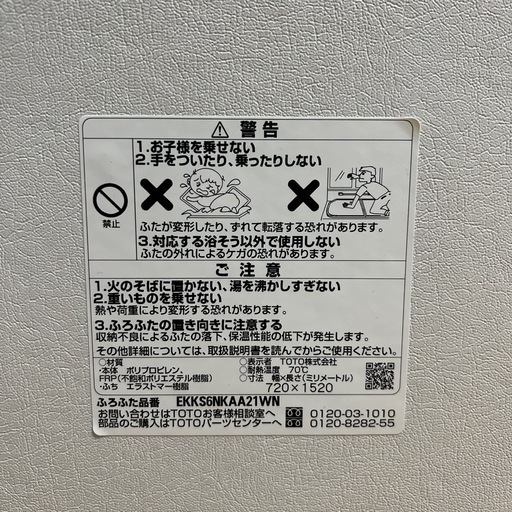 ⚠ 警告
1.お子様を乗せない
2.手をついたり、乗ったりしない
禁止
ふたが変形したり、ずれて転落する恐れがあります。
3.対応する浴そう以外で使用しない
ふたの外れによるケガの恐れがあります。
ご注意
1.火のそばに置かない、湯を沸かしすぎない
2.重いものを乗せない
熱や荷重により変形する恐れがあります。
3.ふろふたの置き向きに注意する
収納不良によるふたの落下、保温性能の低下が発生します。
その他詳細については、取扱説明書を読んでからご使用ください。
○材質
・本体 ポリプロピレン、
FRP(不飽和ポリエステル樹脂)
・ふち エラストマー樹脂
○表示者 TOTO株式会社
○耐熱温度 70℃
○寸法 幅×長さ(ミリメートル)
720×1520
ふろふた品番 EKKS6NKAA21WN
お問い合わせはTOTOお客様相談室へ 0120-03-1010
部品のご購入はTOTOパーツセンターへ 0120-8282-55